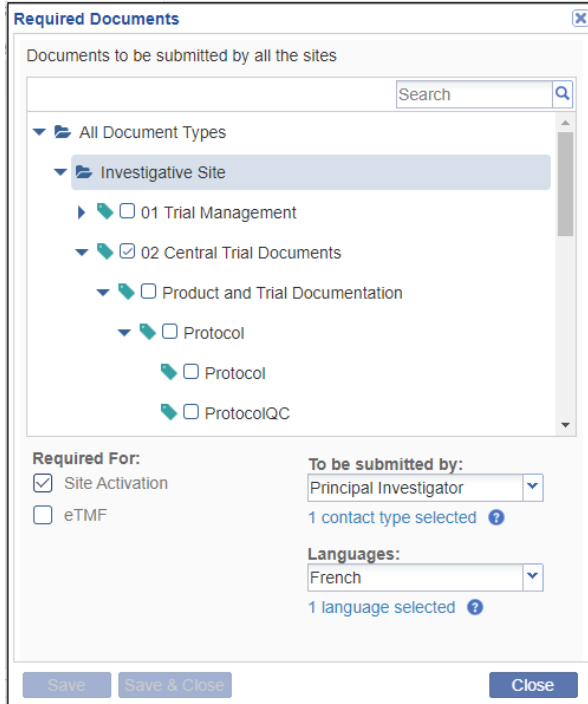 Required Documents
Documents to be submitted by all the sites
Search
All Document Types
Investigative Site
01 Trial Management
02 Central Trial Documents
Product and Trial Documentation
Protocol
Protocol
ProtocolQC
Required For:
Site Activation
eTMF
To be submitted by:
Principal Investigator
1 contact type selected ?
Languages:
French
1 language selected ?
Save
Save & Close
Close